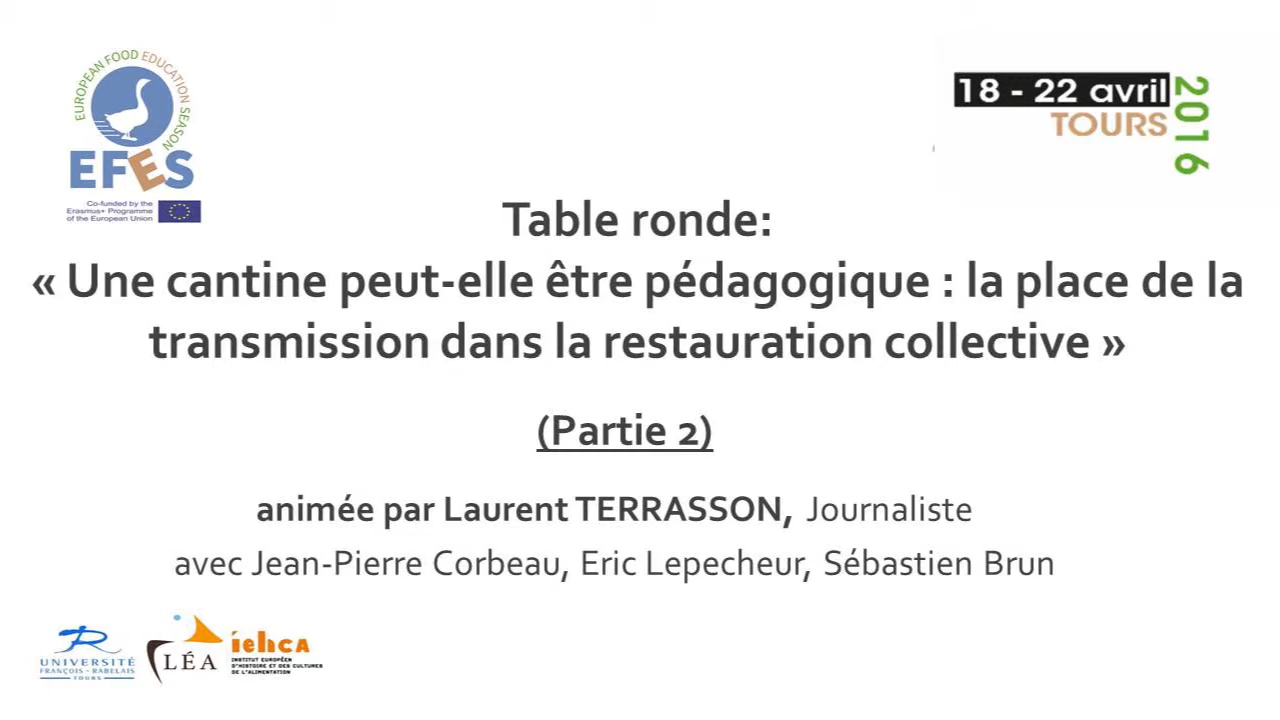 EUROPEAN FOOD EDUCATION SEASON
EFES
Co-funded by the
Erasmus+ Programme
of the European Union
18 - 22 avril
TOURS
2016
Table ronde:
« Une cantine peut-elle être pédagogique : la place de la
transmission dans la restauration collective »
(Partie 2)
animée par Laurent TERRASSON, Journaliste
avec Jean-Pierre Corbeau, Eric Lepecheur, Sébastien Brun
UNIVERSITÉ
FRANÇOIS - RABELAIS
TOURS
LÉA
iehca
INSTITUT EUROPÉEN
D'HISTOIRE ET DES CULTURES
DE L'ALIMENTATION